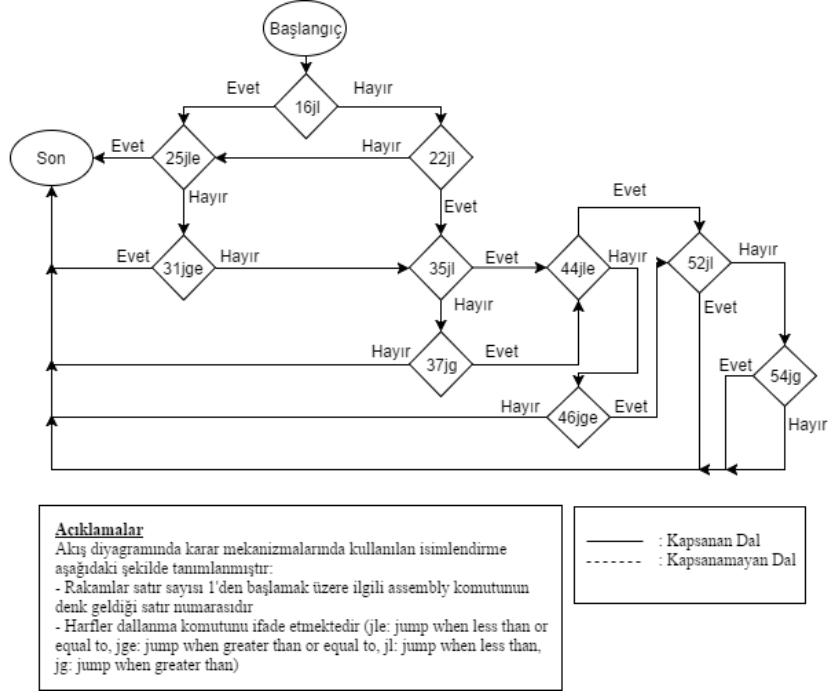 Başlangıç
Evet
Hayır
16jl
Evet
Hayır
Son
25jle
22jl
Hayır
Evet
Evet
Evet
Hayır
Evet
Hayır
Hayır
31jge
35jl
44jle
52jl
Hayır
Evet
Hayır
Evet
Evet
37jg
54jg
Hayır
Evet
46jge
Hayır
Açıklamalar
Akış diyagramında karar mekanizmalarında kullanılan isimlendirme
aşağıdaki şekilde tanımlanmıştır:
- Rakamlar satır sayısı 1'den başlamak üzere ilgili assembly komutunun
denk geldiği satır numarasıdır
- Harfler dallanma komutunu ifade etmektedir (jle: jump when less than or
equal to, jge: jump when greater than or equal to, jl: jump when less than,
jg: jump when greater than)
: Kapsanan Dal
: Kapsanamayan Dal